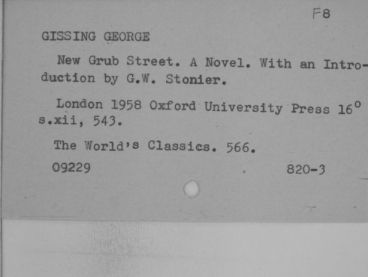 F8
GISSING GEORGE
New Grub Street. A Novel. With an Intro-
duction by G.W. Stonier.
London 1958 Oxford University Press 16°
s.xii, 543.
The World's Classics. 566.
09229 820-3